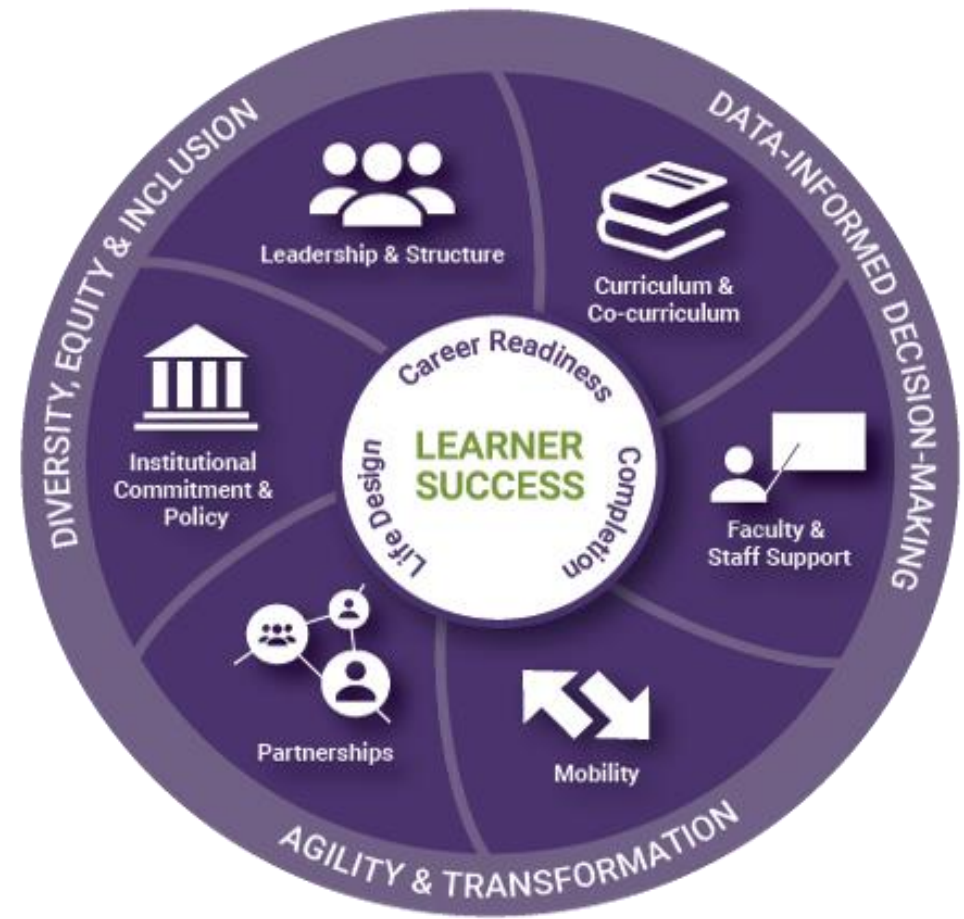 DIVERSITY, EQUITY & INCLUSION
DATA-INFORMED DECISION-MAKING
AGILITY & TRANSFORMATION
Leadership & Structure
Curriculum &
Co-curriculum
Faculty &
Staff Support
Mobility
Partnerships
Institutional
Commitment &
Policy
Career Readiness
Completion
Life Design
LEARNER
SUCCESS